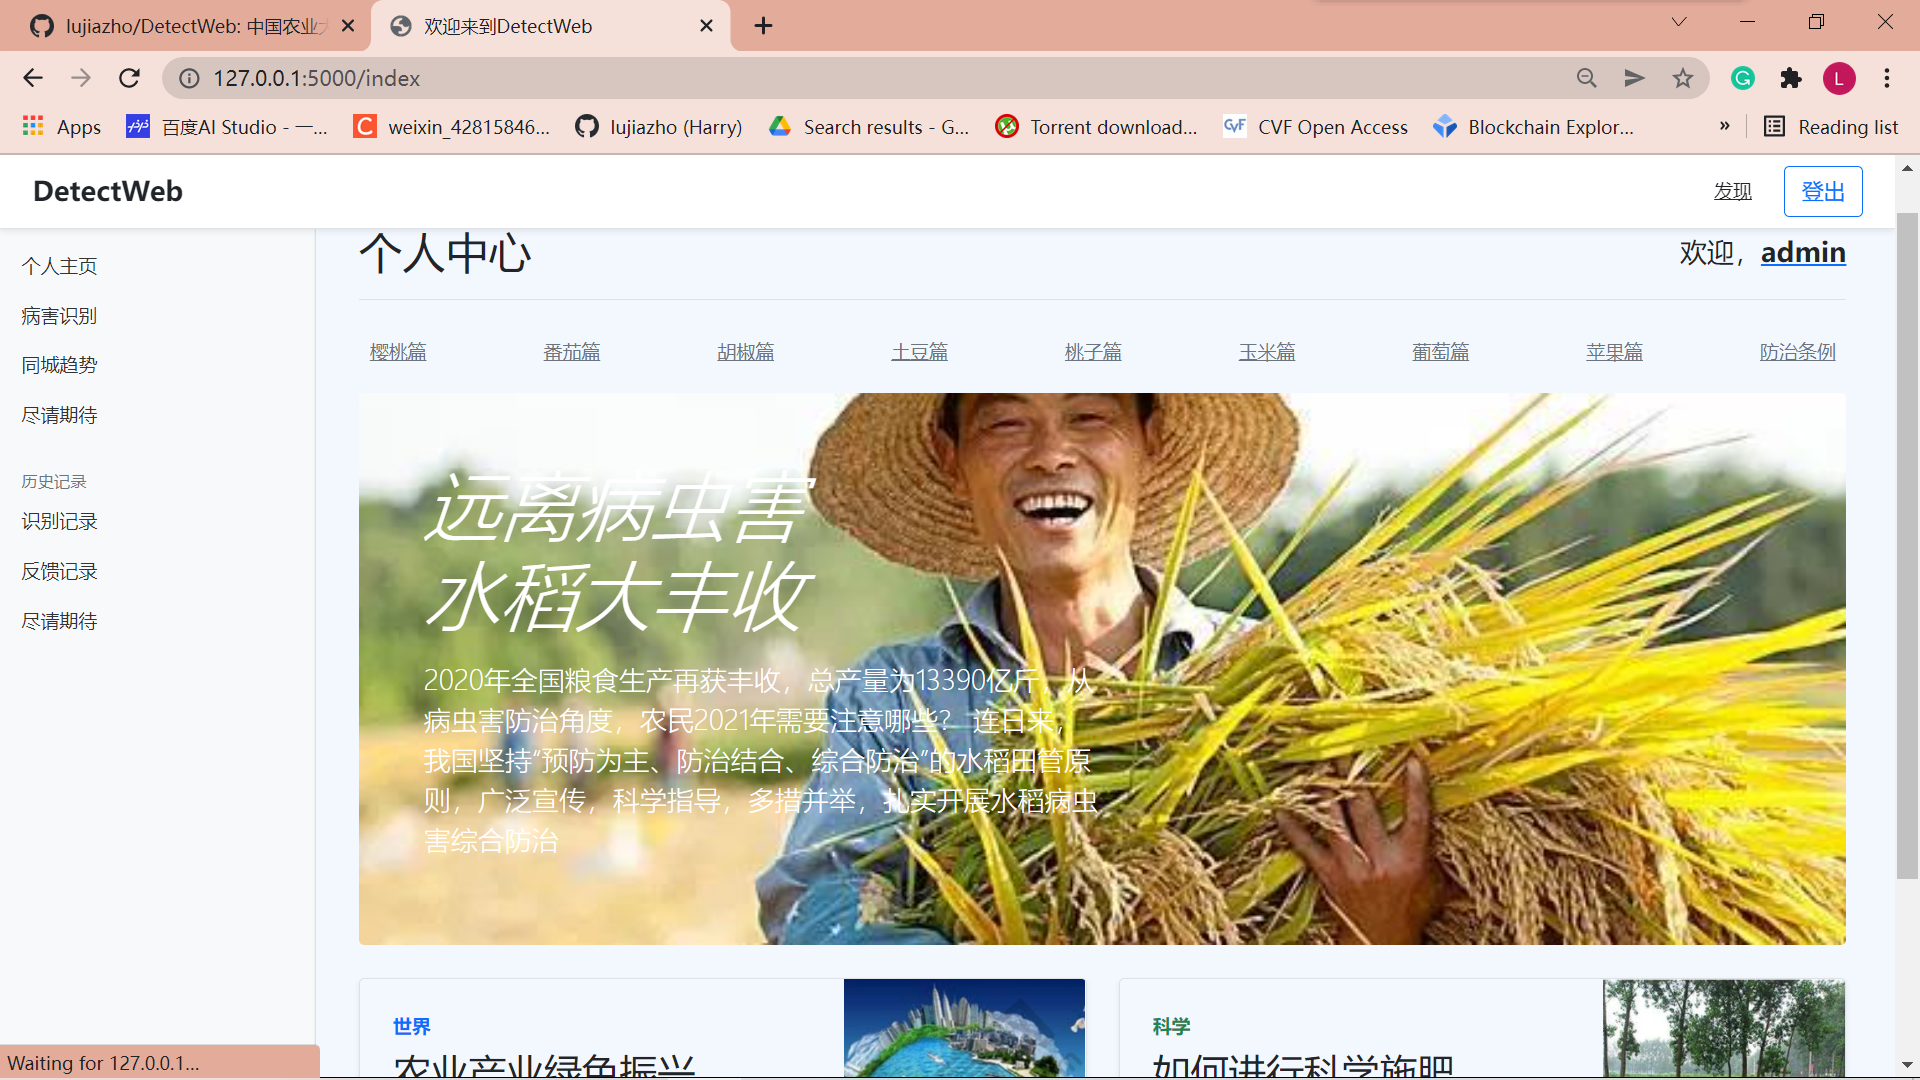 lujiazho/DetectWeb: 中国农业大
欢迎来到DetectWeb
127.0.0.1:5000/index
L
Apps
百度AI Studio - 一...
weixin_42815846...
lujiazho (Harry)
Search results - G...
Torrent download...
CVF Open Access
Blockchain Explor...
»
Reading list
DetectWeb
发现
登出
个人主页
病害识别
同城趋势
尽请期待
历史记录
识别记录
反馈记录
尽请期待
个人中心
欢迎，admin
樱桃篇
番茄篇
胡椒篇
土豆篇
桃子篇
玉米篇
葡萄篇
苹果篇
防治条例
远离病虫害
水稻大丰收
2020年全国粮食生产再获丰收，总产量为13390亿斤，从
病虫害防治角度，农民2021年需要注意哪些? 连日来，
我国坚持“预防为主、防治结合、综合防治”的水稻田管原
则，广泛宣传，科学指导，多措并举，扎实开展水稻病虫
害综合防治
世界
农业产业绿色振兴
科学
如何进行科学施肥
Waiting for 127.0.0.1...